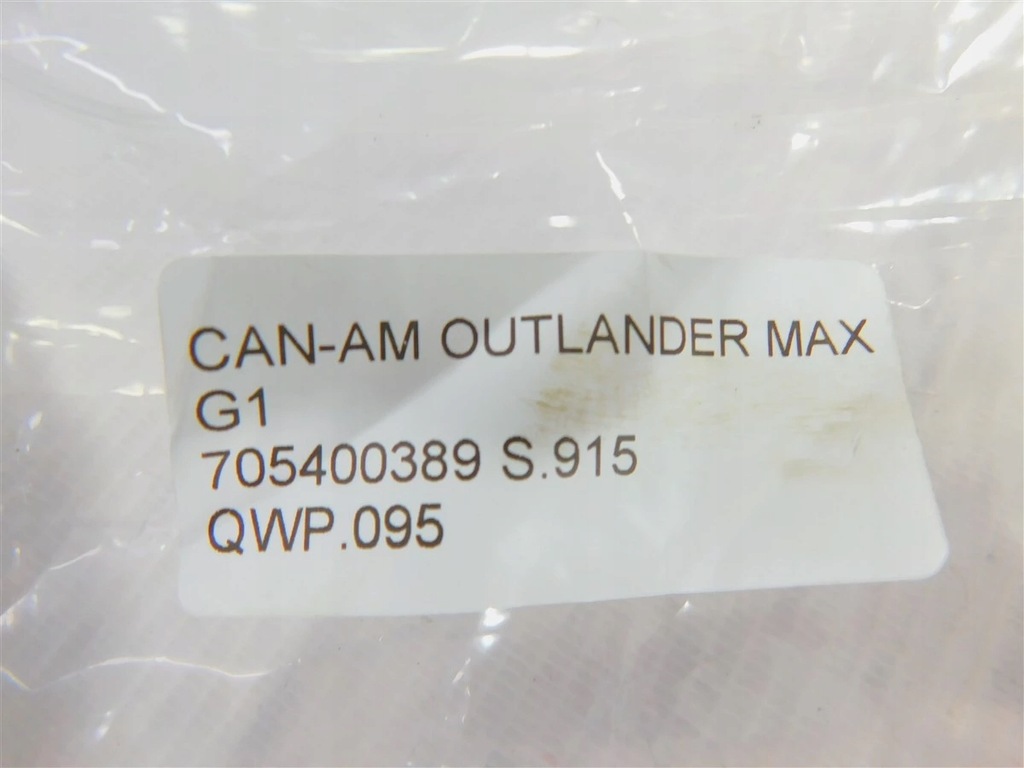 CAN-AM OUTLANDER MAX
G1
705400389 S.915
QWP.095